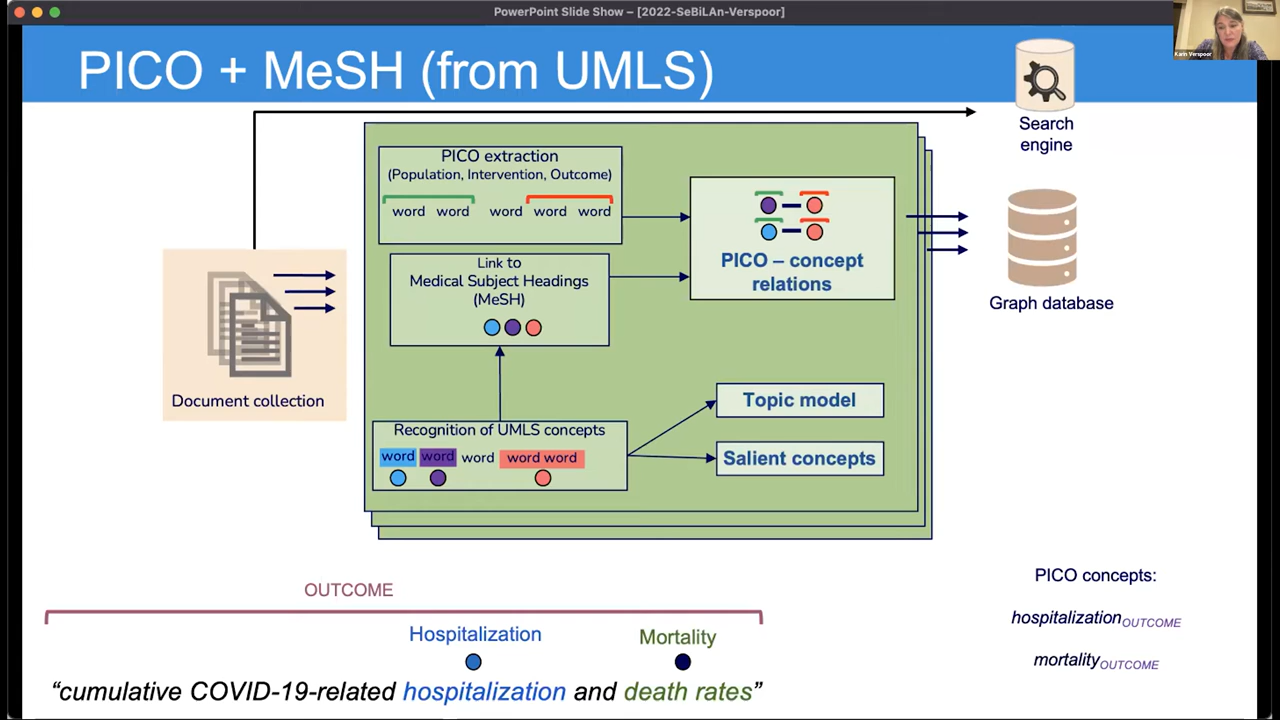 PowerPoint Slide Show – [2022-SeBiLAn-Verspoor]
Karin Verspoor
PICO + MeSH (from UMLS)
Search
engine
PICO extraction
(Population, Intervention, Outcome)
word word word word word
Link to
Medical Subject Headings
(MeSH)
PICO – concept
relations
Graph database
Document collection
Topic model
Recognition of UMLS concepts
word word word word word
Salient concepts
OUTCOME
Hospitalization
Mortality
“cumulative COVID-19-related hospitalization and death rates”
PICO concepts:
hospitalizationOUTCOME
mortalityOUTCOME